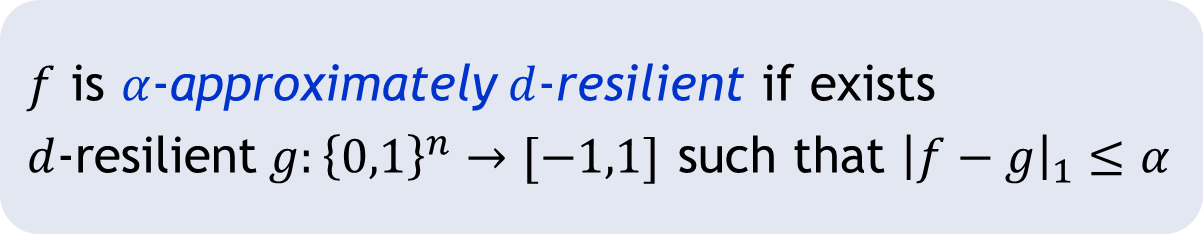 𝑓 is 𝛼-approximately 𝑑-resilient if exists
𝑑-resilient 𝑔: {0,1}ⁿ → [−1,1] such that |𝑓 − 𝑔|₁ ≤ 𝛼